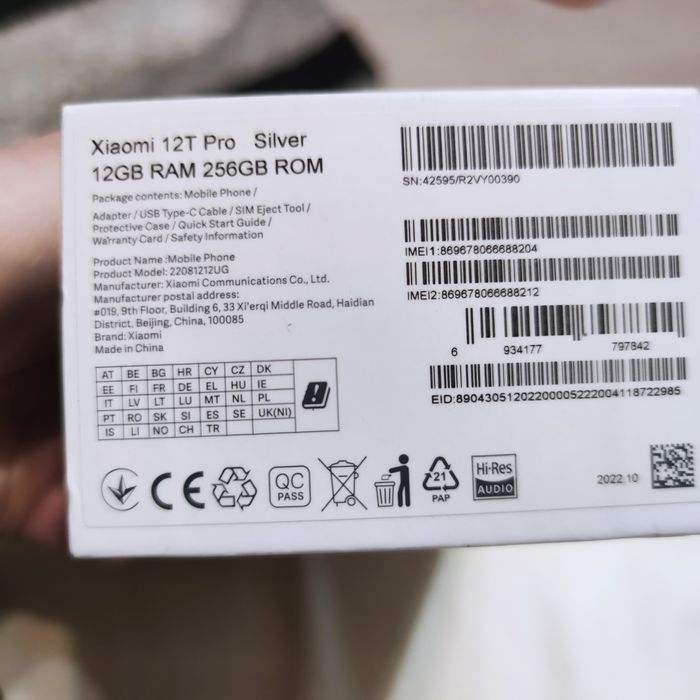 Xiaomi 12T Pro Silver
12GB RAM 256GB ROM
Package contents: Mobile Phone /
Adapter / USB Type-C Cable / SIM Eject Tool /
Protective Case / Quick Start Guide /
Warranty Card / Safety Information
Product Name :Mobile Phone
Product Model: 22081212UG
Manufacturer: Xiaomi Communications Co., Ltd.
Manufacturer postal address:
#019, 9th Floor, Building 6, 33 Xi'erqi Middle Road, Haidian
District, Beijing, China, 100085
Brand: Xiaomi
Made in China
SN:42595/R2VY00390
IMEI1:869678066688204
IMEI2:869678066688212
6 934177 797842
EID:89043051202200005222004118722985
AT BE BG HR CY CZ DK
EE FI FR DE EL HU IE
IT LV LT LU MT NL PL
PT RO SK SI ES SE UK(NI)
IS LI NO CH TR
CE
QC
PASS
21
PAP
Hi-Res
AUDIO
2022.10